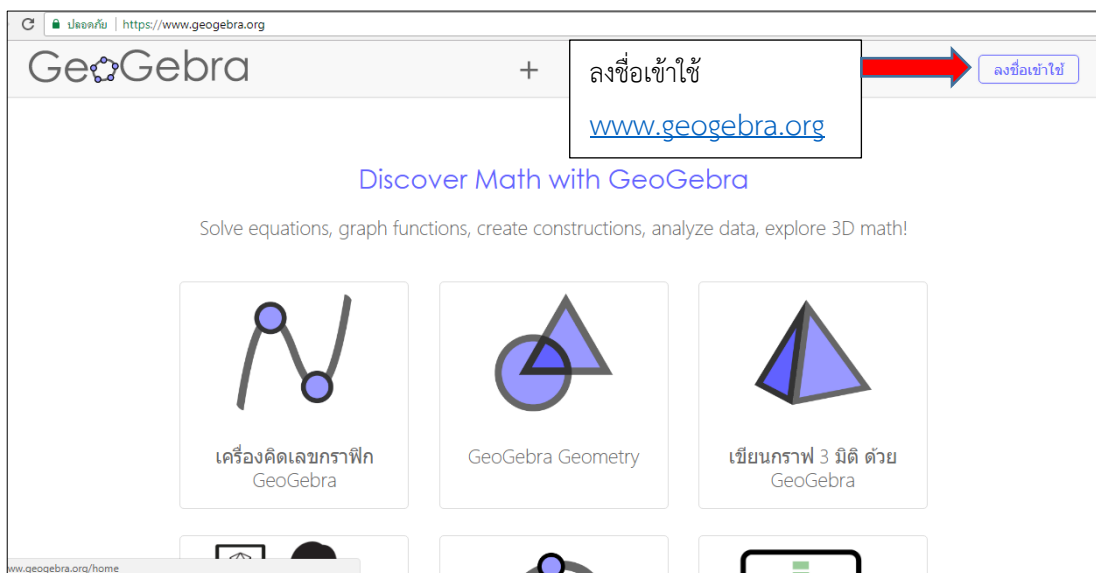 ปลอดภัย | https://www.geogebra.org
GeoGebra
+
ลงชื่อเข้าใช้
www.geogebra.org
ลงชื่อเข้าใช้
Discover Math with GeoGebra
Solve equations, graph functions, create constructions, analyze data, explore 3D math!
เครื่องคิดเลขกราฟิก
GeoGebra
GeoGebra Geometry
เขียนกราฟ 3 มิติ ด้วย
GeoGebra
ww.geogebra.org/home